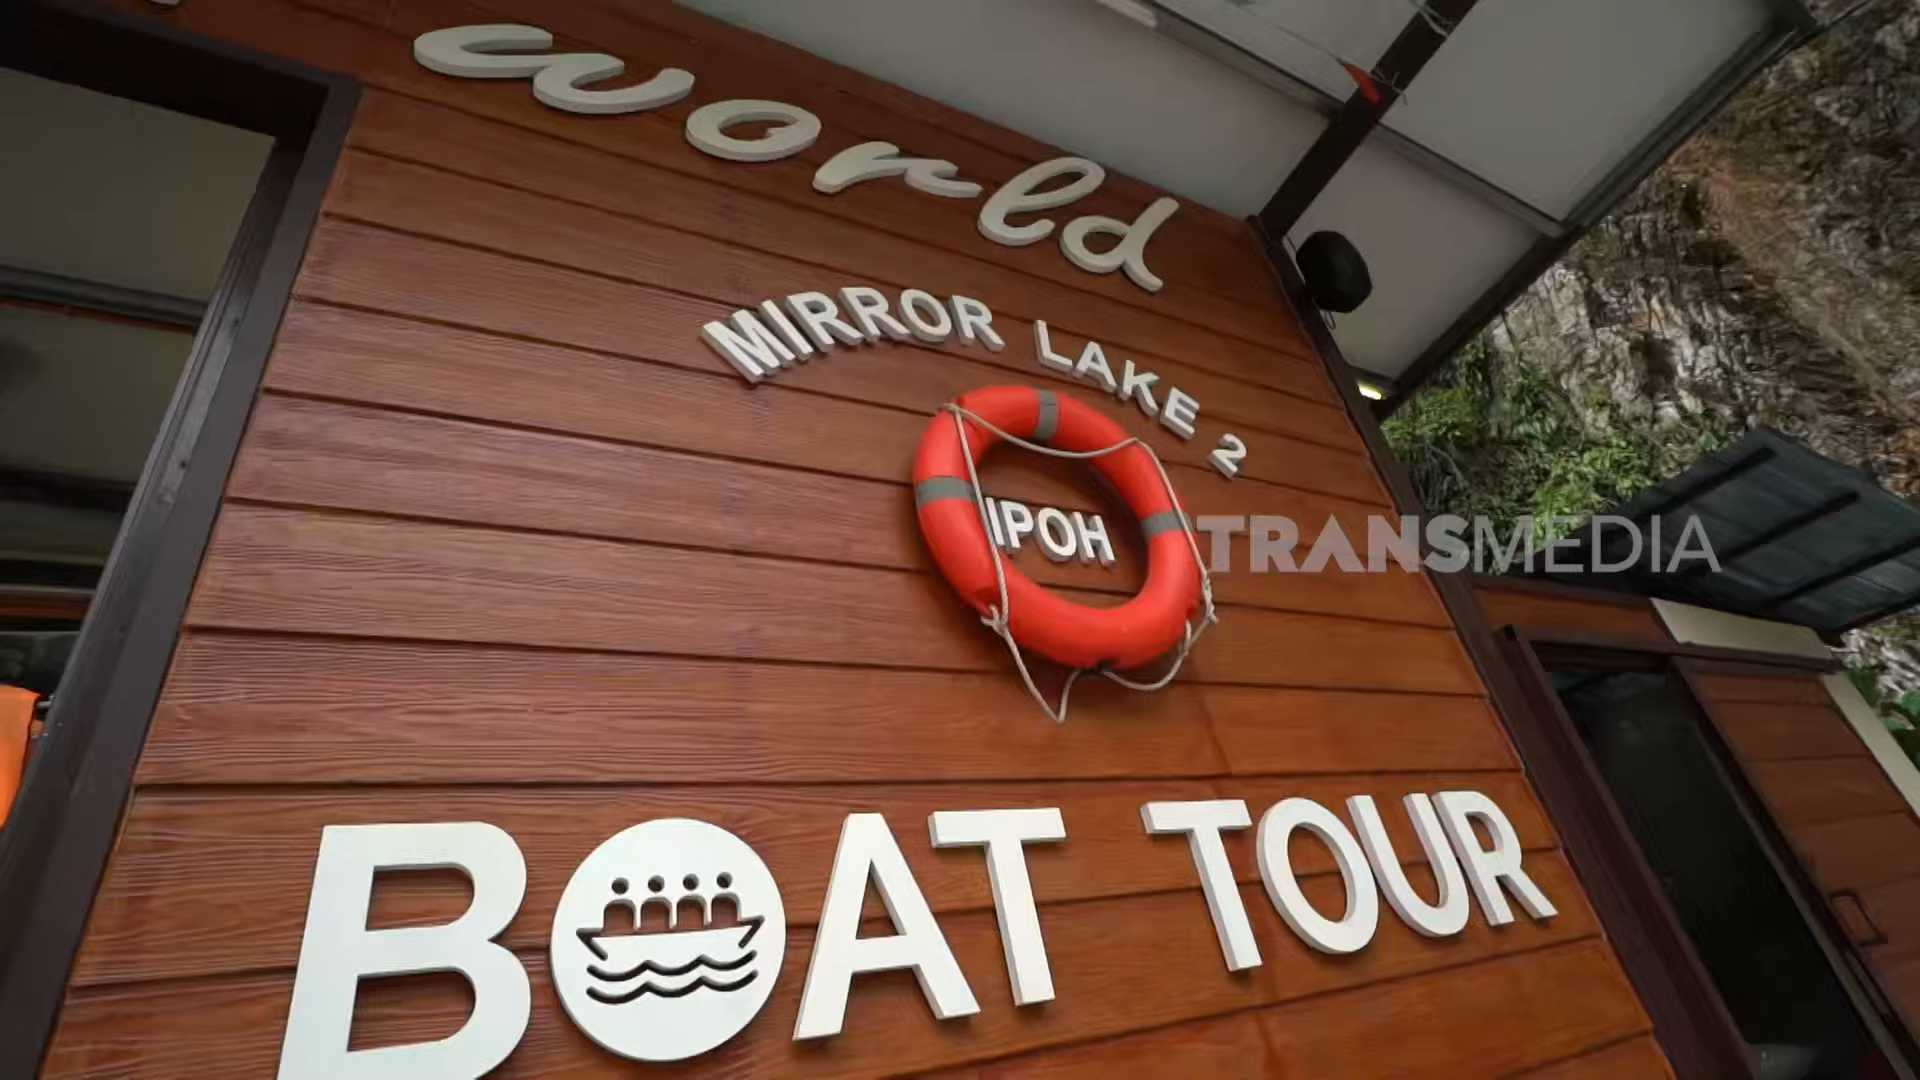 world
MIRROR LAKE 2
IPOH
TRANSMEDIA
BOAT TOUR